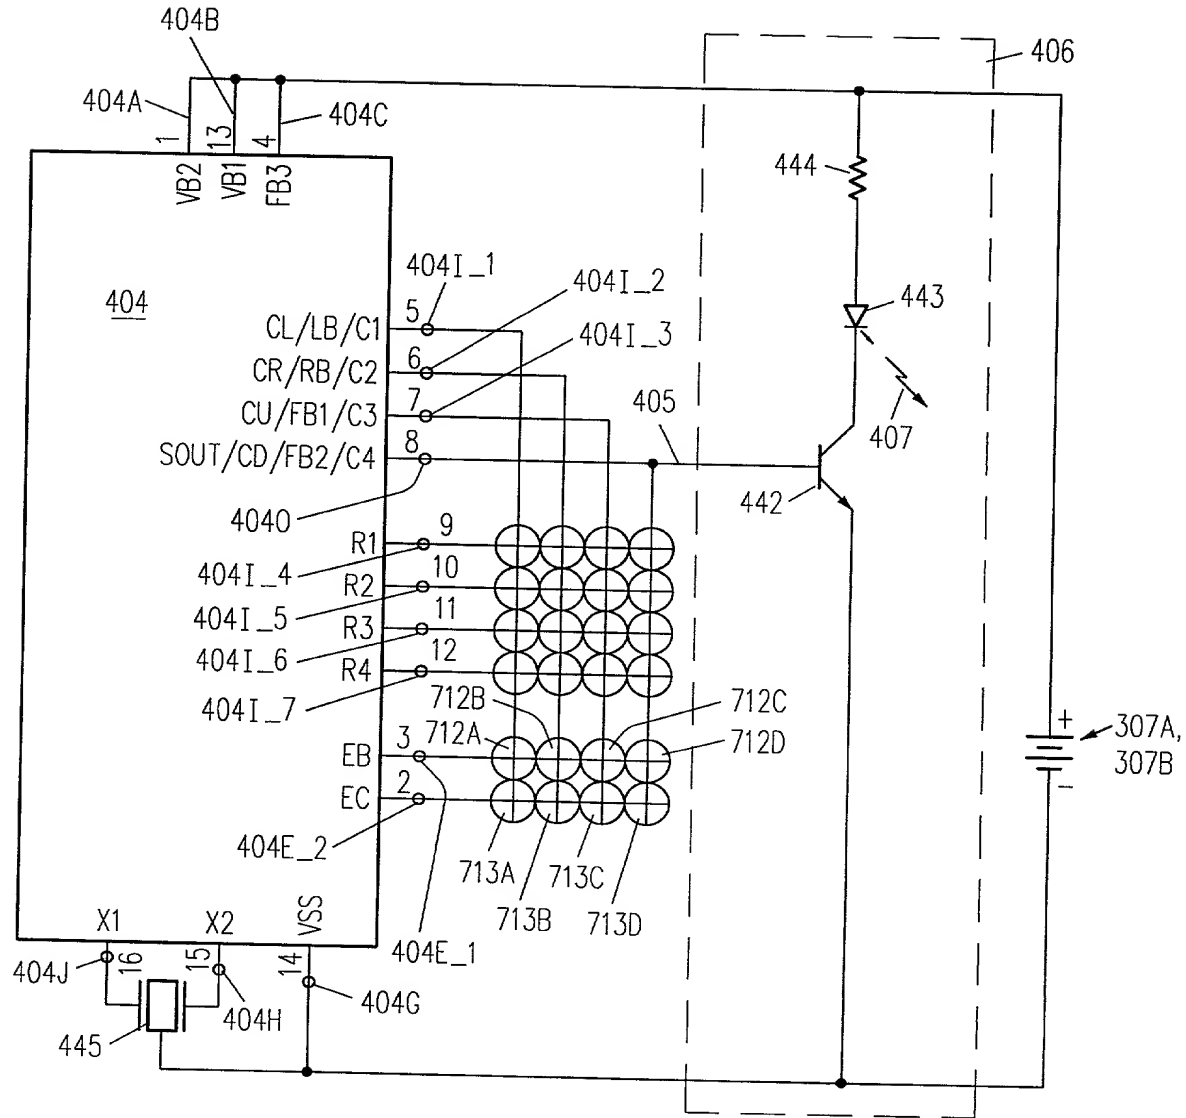 404B
406
404A
404C
1
13
4
VB2
VB1
FB3
444
404
404I_1
404I_2
443
CL/LB/C1
5
404I_3
CR/RB/C2
6
CU/FB1/C3
7
405
407
SOUT/CD/FB2/C4
8
442
4040
R1
9
404I_4
R2
10
404I_5
R3
11
404I_6
R4
12
404I_7
712B
712C
712A
712D
+
307A,
307B
–
EB
3
EC
2
404E_2
713A
713C
713B
713D
404E_1
X1
X2
VSS
404J
16
15
14
404H
404G
445